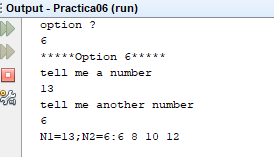 Output - Practica06 (run)
option ?
6
*****Option 6*****
tell me a number
13
tell me another number
6
N1=13;N2=6:6 8 10 12